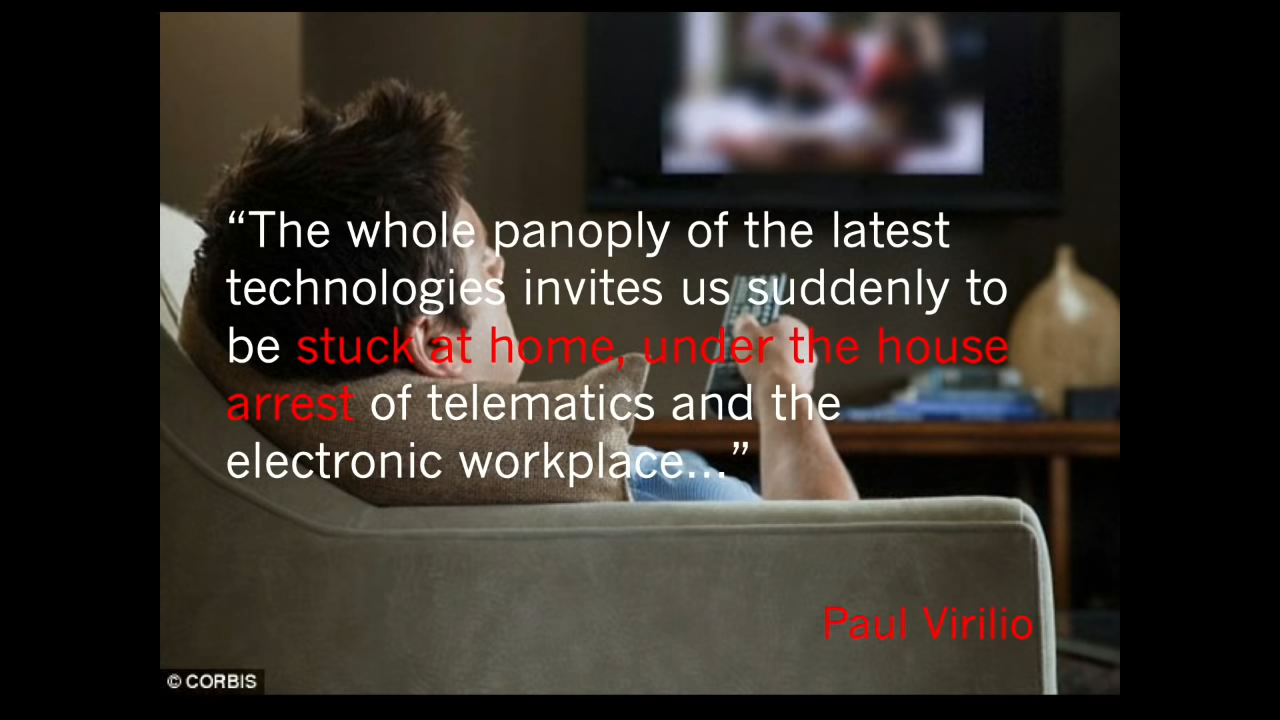 “The whole panoply of the latest
technologies invites us suddenly to
be stuck at home, under the house
arrest of telematics and the
electronic workplace...”
Paul Virilio
© CORBIS